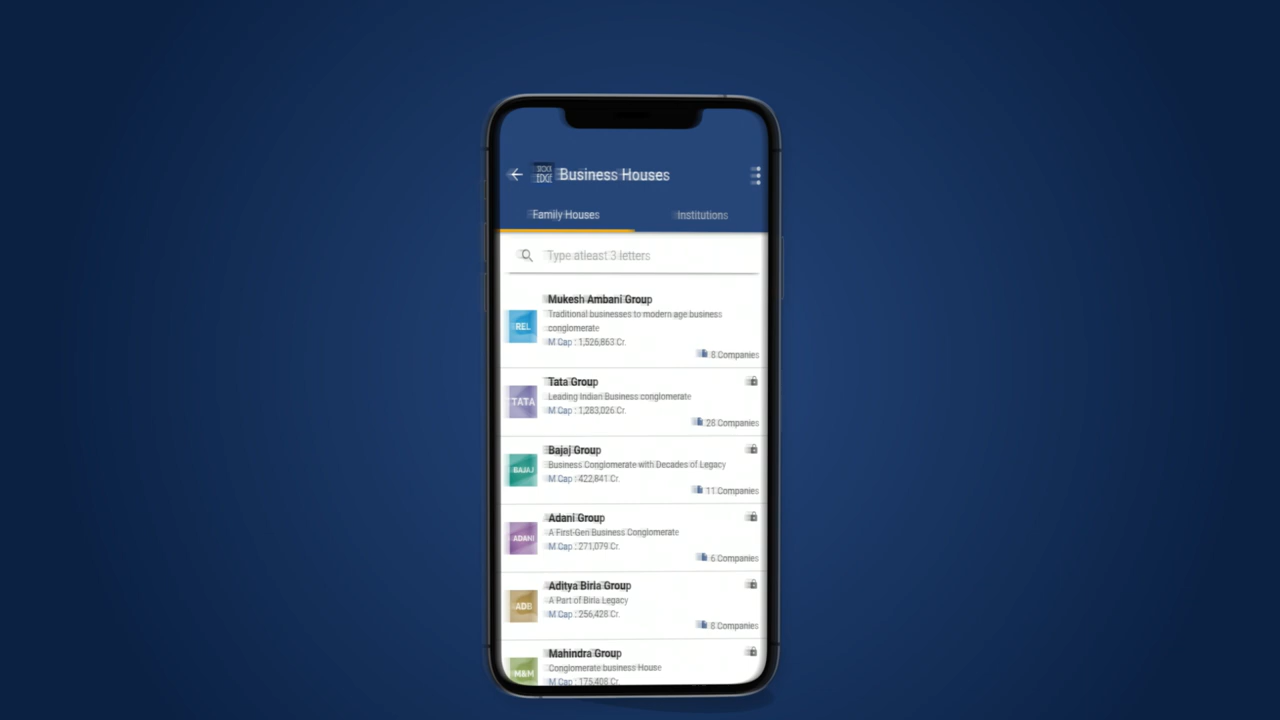 STOCK
EDGE
Business Houses
Family Houses
Institutions
Type atleast 3 letters
Mukesh Ambani Group
Traditional businesses to modern age business
conglomerate
REL
M Cap : 1,526,863 Cr.
8 Companies
Tata Group
Leading Indian Business conglomerate
TATA
M Cap : 1,283,026 Cr.
28 Companies
Bajaj Group
Business Conglomerate with Decades of Legacy
BAJAJ
M Cap : 422,841 Cr.
11 Companies
Adani Group
A First-Gen Business Conglomerate
ADANI
M Cap : 271,079 Cr.
6 Companies
Aditya Birla Group
A Part of Birla Legacy
ADB
M Cap : 256,428 Cr.
8 Companies
Mahindra Group
Conglomerate business House
M&M
M Cap : 175,408 Cr.